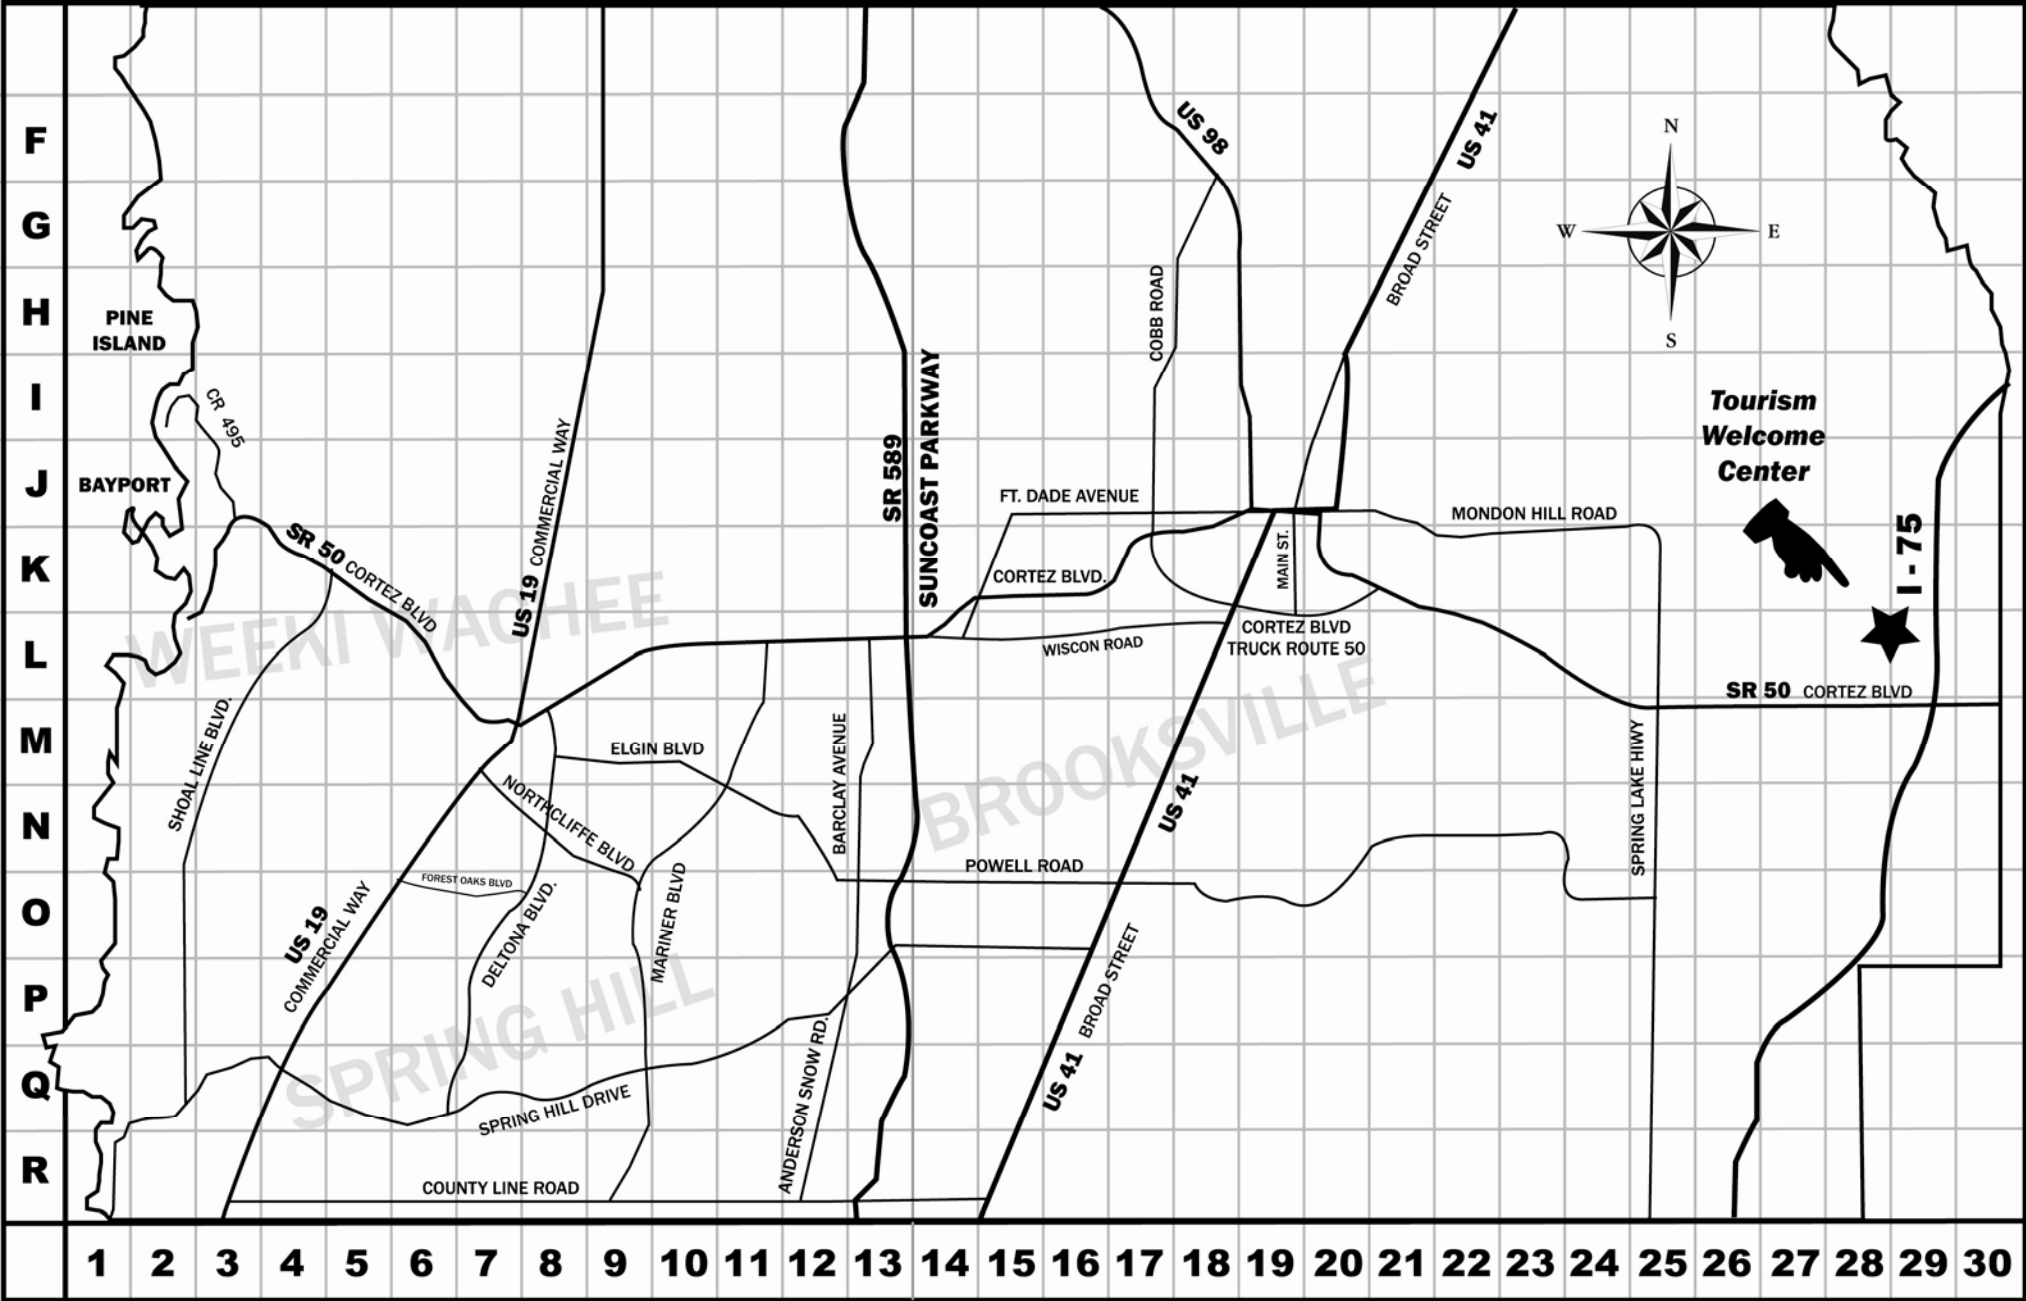 F
G
H
I
J
K
L
M
N
O
P
Q
R
1 2 3 4 5 6 7 8 9 10 11 12 13 14 15 16 17 18 19 20 21 22 23 24 25 26 27 28 29 30
US 98
US 41
N
W E
S
BROAD STREET
COBB ROAD
PINE
ISLAND
CR 495
BAYPORT
SR 50 CORTEZ BLVD
US 19 COMMERCIAL WAY
SR 589
SUNCOAST PARKWAY
FT. DADE AVENUE
MONDON HILL ROAD
Tourism
Welcome
Center
I - 75
CORTEZ BLVD.
MAIN ST.
WEEKI WACHEE
WISCON ROAD
CORTEZ BLVD
TRUCK ROUTE 50
SR 50 CORTEZ BLVD
SHOAL LINE BLVD.
ELGIN BLVD
NORTHCLIFFE BLVD
BARCLAY AVENUE
BROOKSVILLE
US 41
SPRING LAKE HIWY
POWELL ROAD
FOREST OAKS BLVD
US 19
COMMERCIAL WAY
DELTONA BLVD.
MARINER BLVD
SPRING HILL
US 41 BROAD STREET
ANDERSON SNOW RD.
SPRING HILL DRIVE
COUNTY LINE ROAD